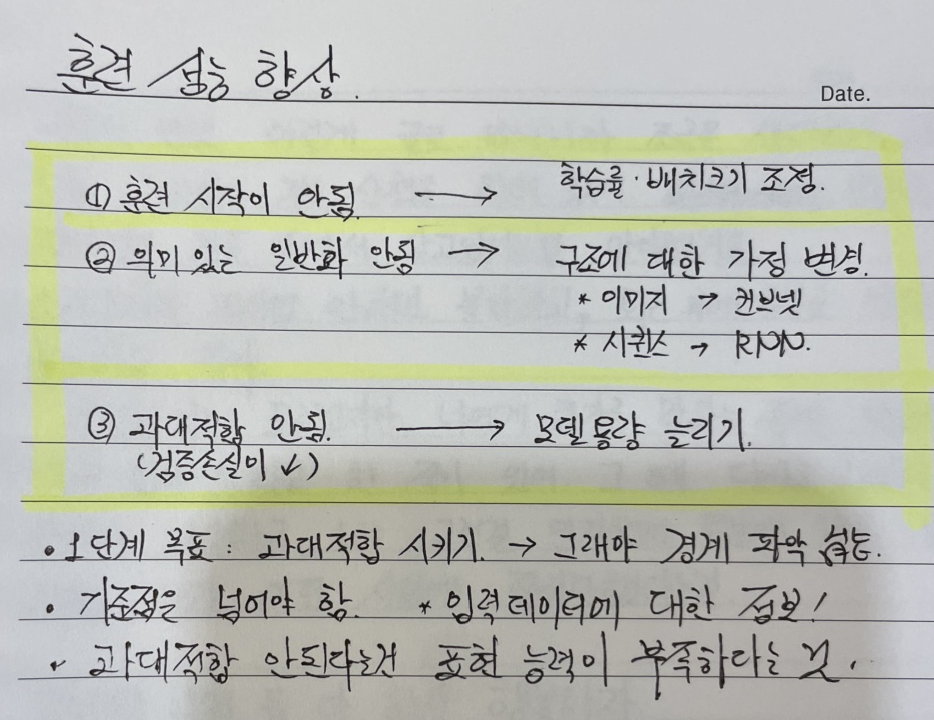 훈련 성능 향상.
Date.
① 훈련 시작이 안됨. → 학습률·배치크기 조정.
② 의미 있는 일반화 안됨 → 구조에 대한 가정 변경.
* 이미지 → 컨브넷
* 시퀀스 → RNN.
③ 과대적합 안됨. → 모델용량 늘리기.
(검증손실이 ↓)
• 1단계 목표 : 과대적합 시키기. → 그래야 경계 파악 쉽는.
• 기준점은 넘어야 함. * 입력데이터에 대한 정보!
• 과대적합 안된다는건 표현 능력이 부족하다는 것.